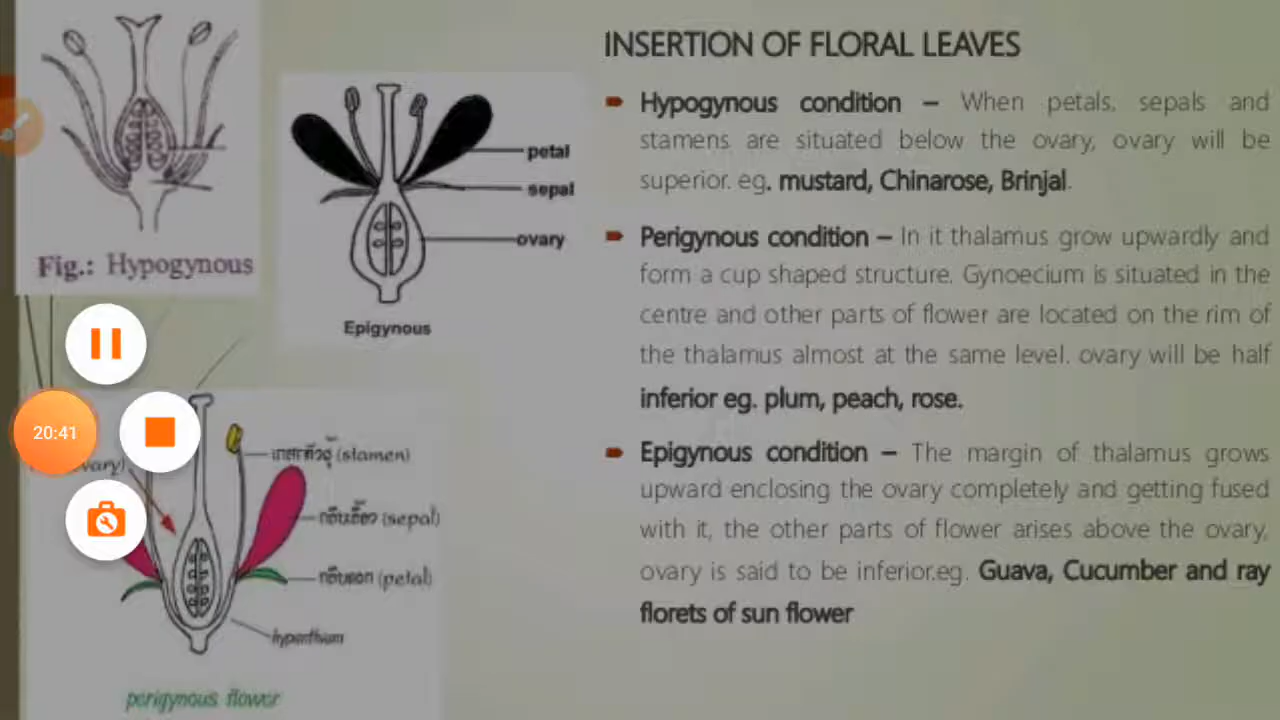 INSERTION OF FLORAL LEAVES
Hypogynous condition – When petals, sepals and
stamens are situated below the ovary, ovary will be
superior. eg. mustard, Chinarose, Brinjal.
Perigynous condition – In it thalamus grow upwardly and
form a cup shaped structure. Gynoecium is situated in the
centre and other parts of flower are located on the rim of
the thalamus almost at the same level. ovary will be half
inferior eg. plum, peach, rose.
Epigynous condition – The margin of thalamus grows
upward enclosing the ovary completely and getting fused
with it, the other parts of flower arises above the ovary,
ovary is said to be inferior.eg. Guava, Cucumber and ray
florets of sun flower
Fig.: Hypogynous
petal
sepal
ovary
Epigynous
20:41
(stamen)
(sepal)
(petal)
perigynous flower